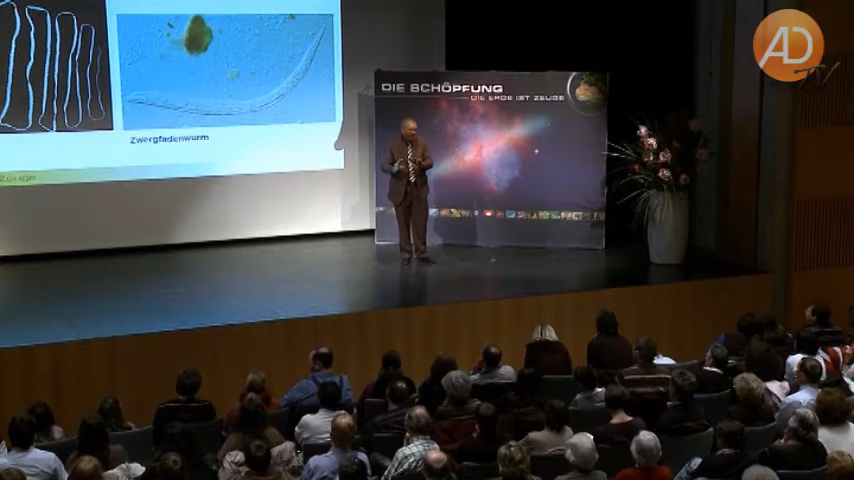 DIE SCHÖPFUNG
DIE ERDE IST ZEUGE
Zwergfadenwurm
ZEUGE
AD
TV